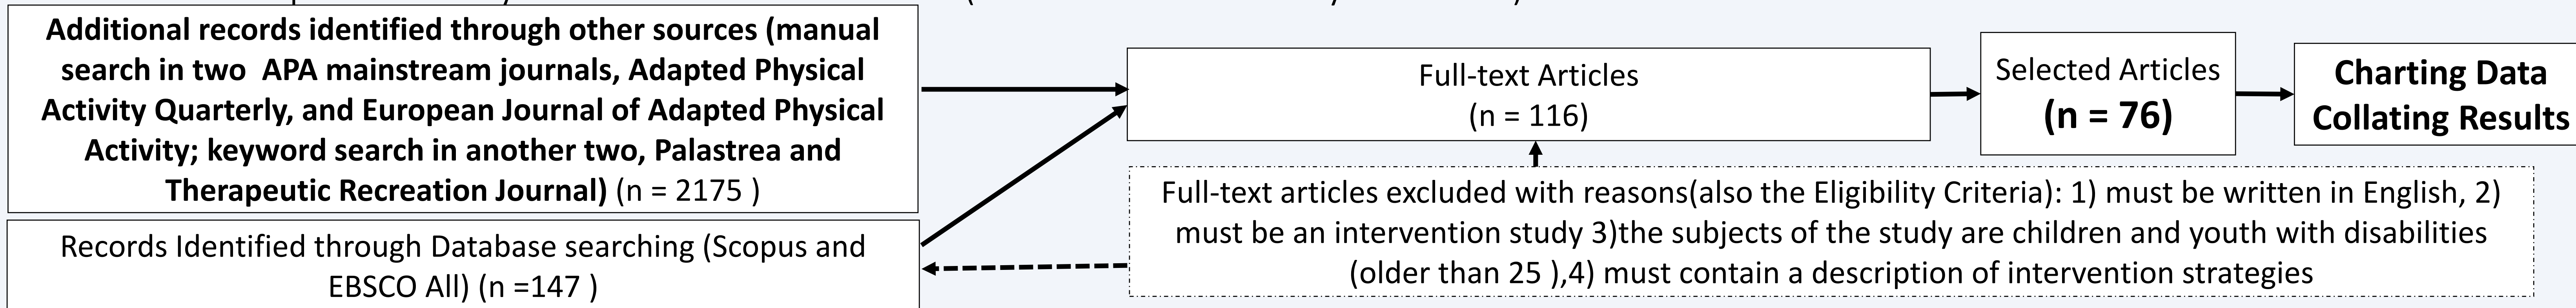 Additional records identified through other sources (manual
search in two APA mainstream journals, Adapted Physical
Activity Quarterly, and European Journal of Adapted Physical
Activity; keyword search in another two, Palastrea and
Therapeutic Recreation Journal) (n = 2175 )
Records Identified through Database searching (Scopus and
EBSCO All) (n =147 )
Full-text Articles
(n = 116)
Full-text articles excluded with reasons(also the Eligibility Criteria): 1) must be written in English, 2)
must be an intervention study 3)the subjects of the study are children and youth with disabilities
(older than 25 ),4) must contain a description of intervention strategies
Selected Articles
(n = 76)
Charting Data
Collating Results